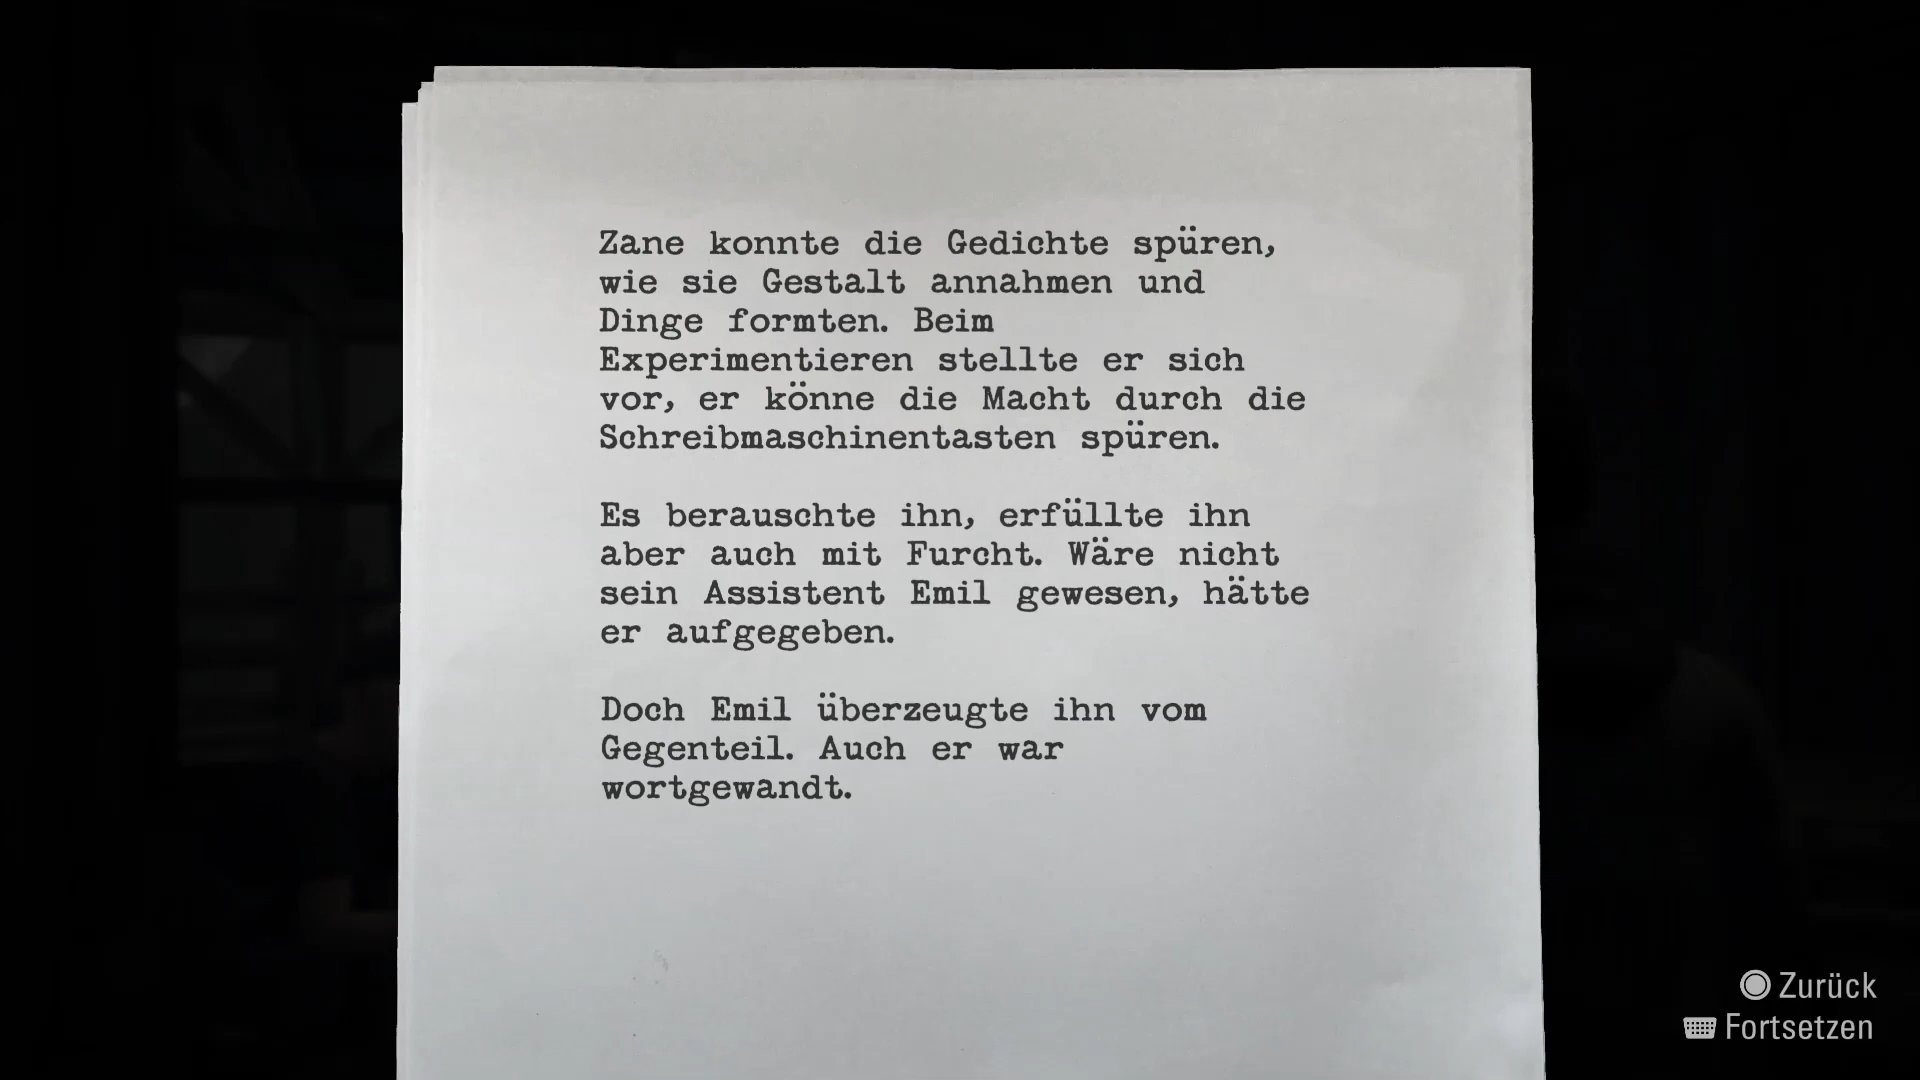 Zane konnte die Gedichte spüren,
wie sie Gestalt annahmen und
Dinge formten. Beim
Experimentieren stellte er sich
vor, er könne die Macht durch die
Schreibmaschinentasten spüren.
Es berauschte ihn, erfüllte ihn
aber auch mit Furcht. Wäre nicht
sein Assistent Emil gewesen, hätte
er aufgegeben.
Doch Emil überzeugte ihn vom
Gegenteil. Auch er war
wortgewandt.
Zurück
Fortsetzen